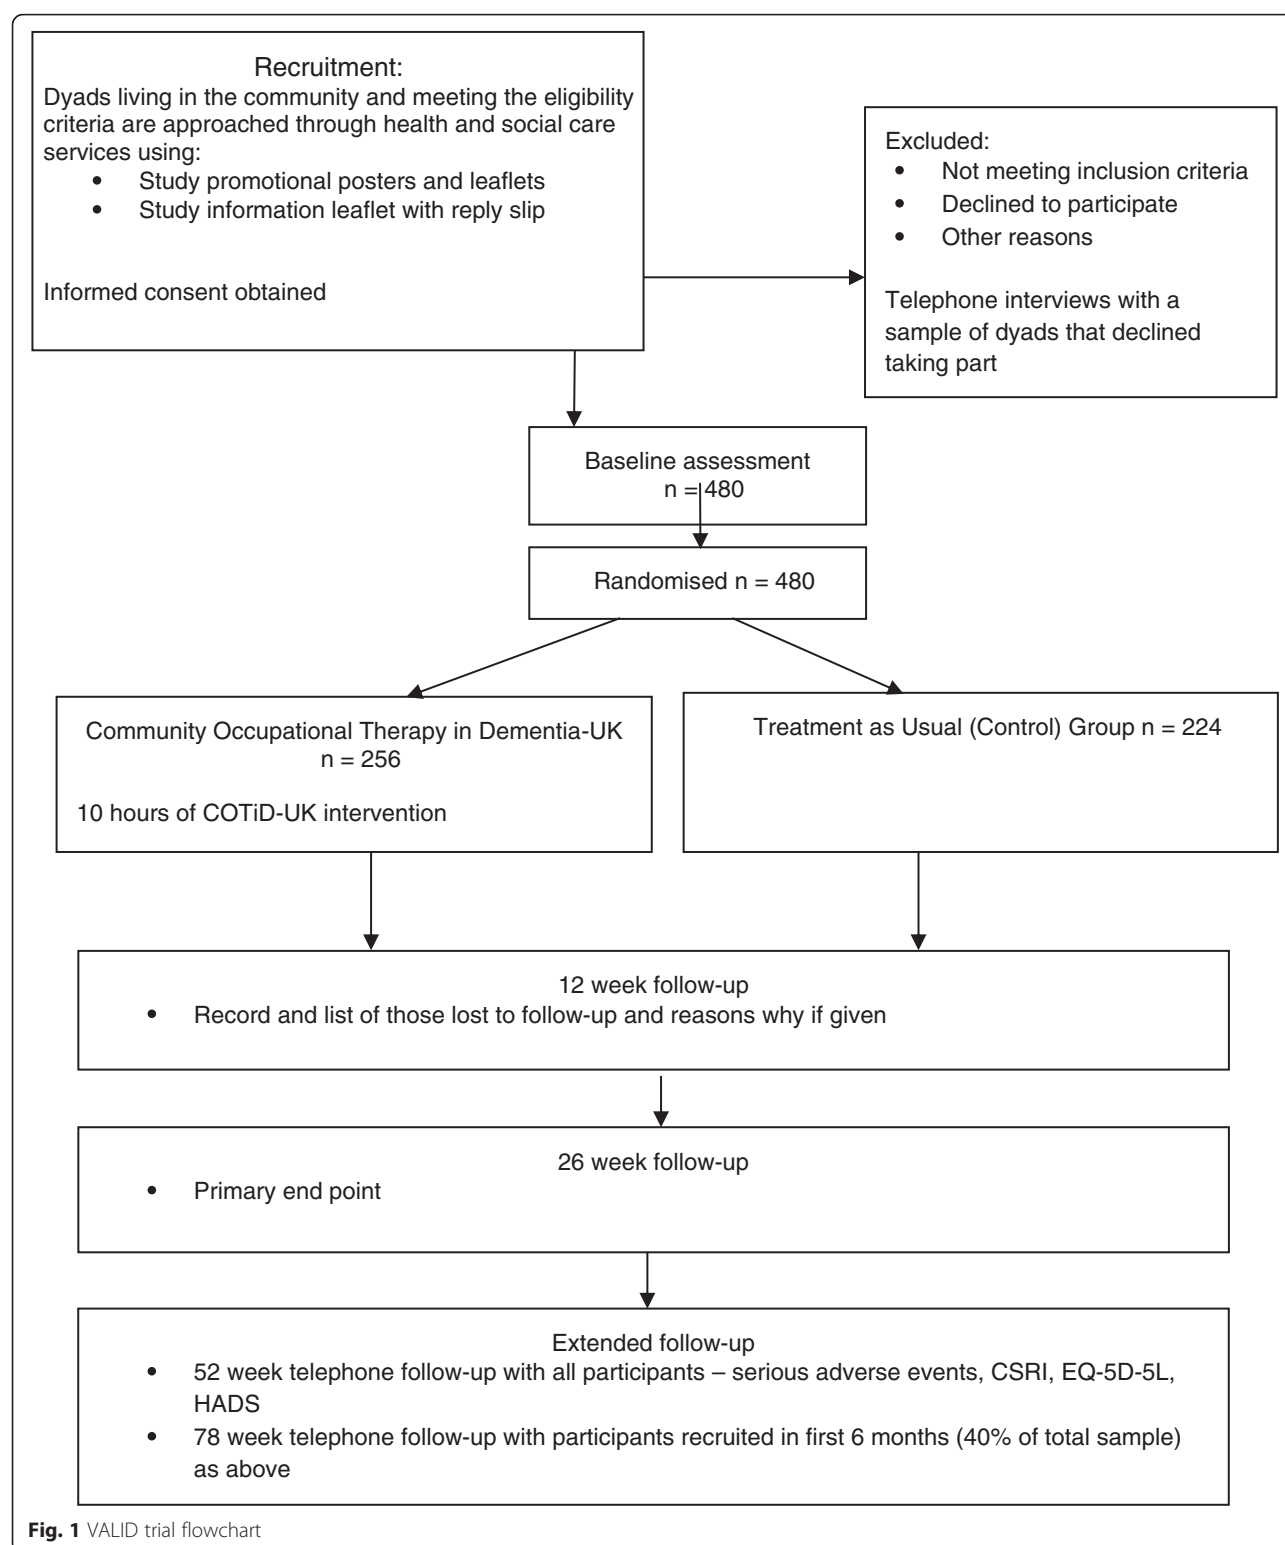 Recruitment:
Dyads living in the community and meeting the eligibility
criteria are approached through health and social care
services using:
• Study promotional posters and leaflets
• Study information leaflet with reply slip
Informed consent obtained
Excluded:
• Not meeting inclusion criteria
• Declined to participate
• Other reasons
Telephone interviews with a
sample of dyads that declined
taking part
Baseline assessment
n = 480
Randomised n = 480
Community Occupational Therapy in Dementia-UK
n = 256
10 hours of COTiD-UK intervention
Treatment as Usual (Control) Group n = 224
12 week follow-up
• Record and list of those lost to follow-up and reasons why if given
26 week follow-up
• Primary end point
Extended follow-up
• 52 week telephone follow-up with all participants – serious adverse events, CSRI, EQ-5D-5L,
HADS
• 78 week telephone follow-up with participants recruited in first 6 months (40% of total sample)
as above
Fig. 1 VALID trial flowchart